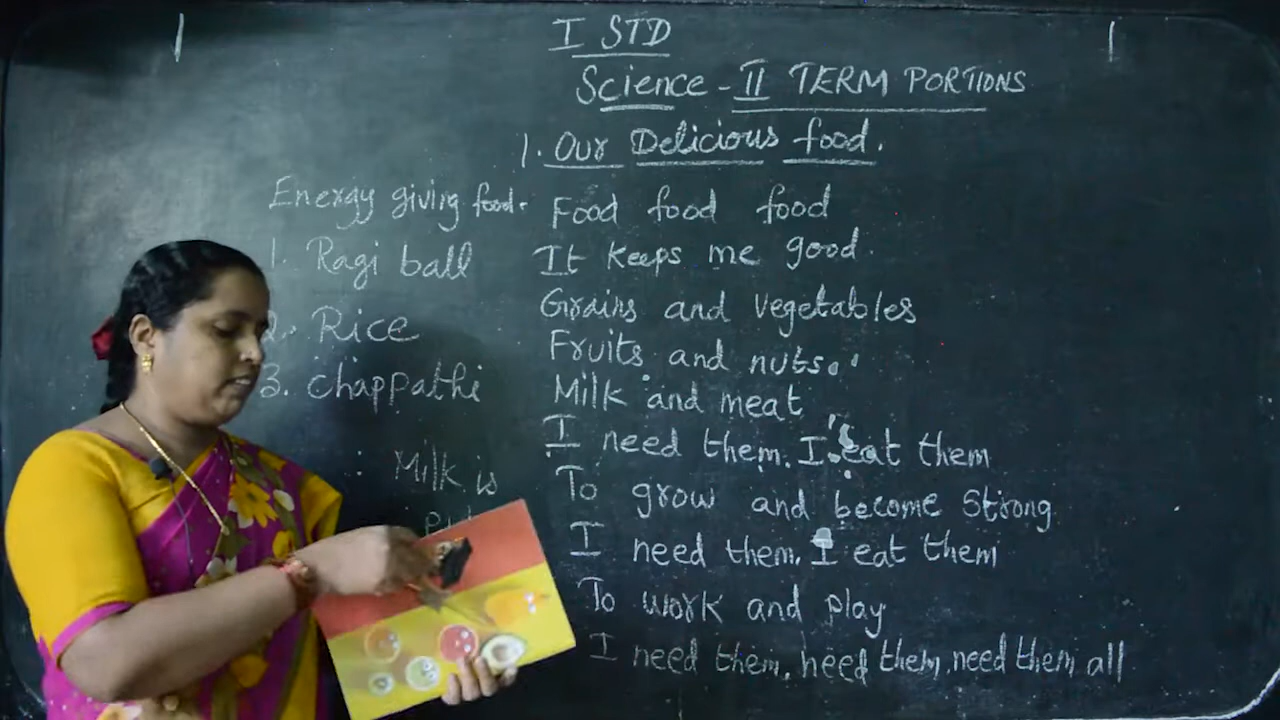 I STD
Science - II TERM PORTIONS
1. Our Delicious food.
Energy giving food.
1. Ragi ball
2. Rice
3. Chappathi
Milk is
Food food food
It keeps me good.
Grains and vegetables
Fruits and nuts.
Milk and meat
I need them. I eat them
To grow and become Strong
I need them. I eat them
To work and play
I need them, need them, need them all